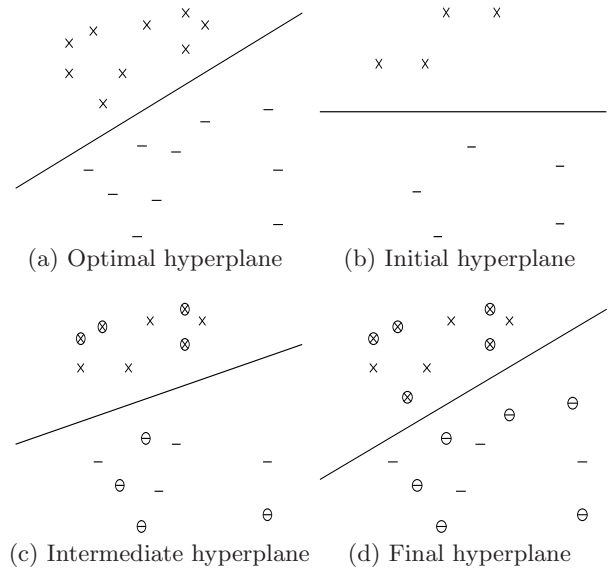 (a) Optimal hyperplane
(b) Initial hyperplane
(c) Intermediate hyperplane
(d) Final hyperplane